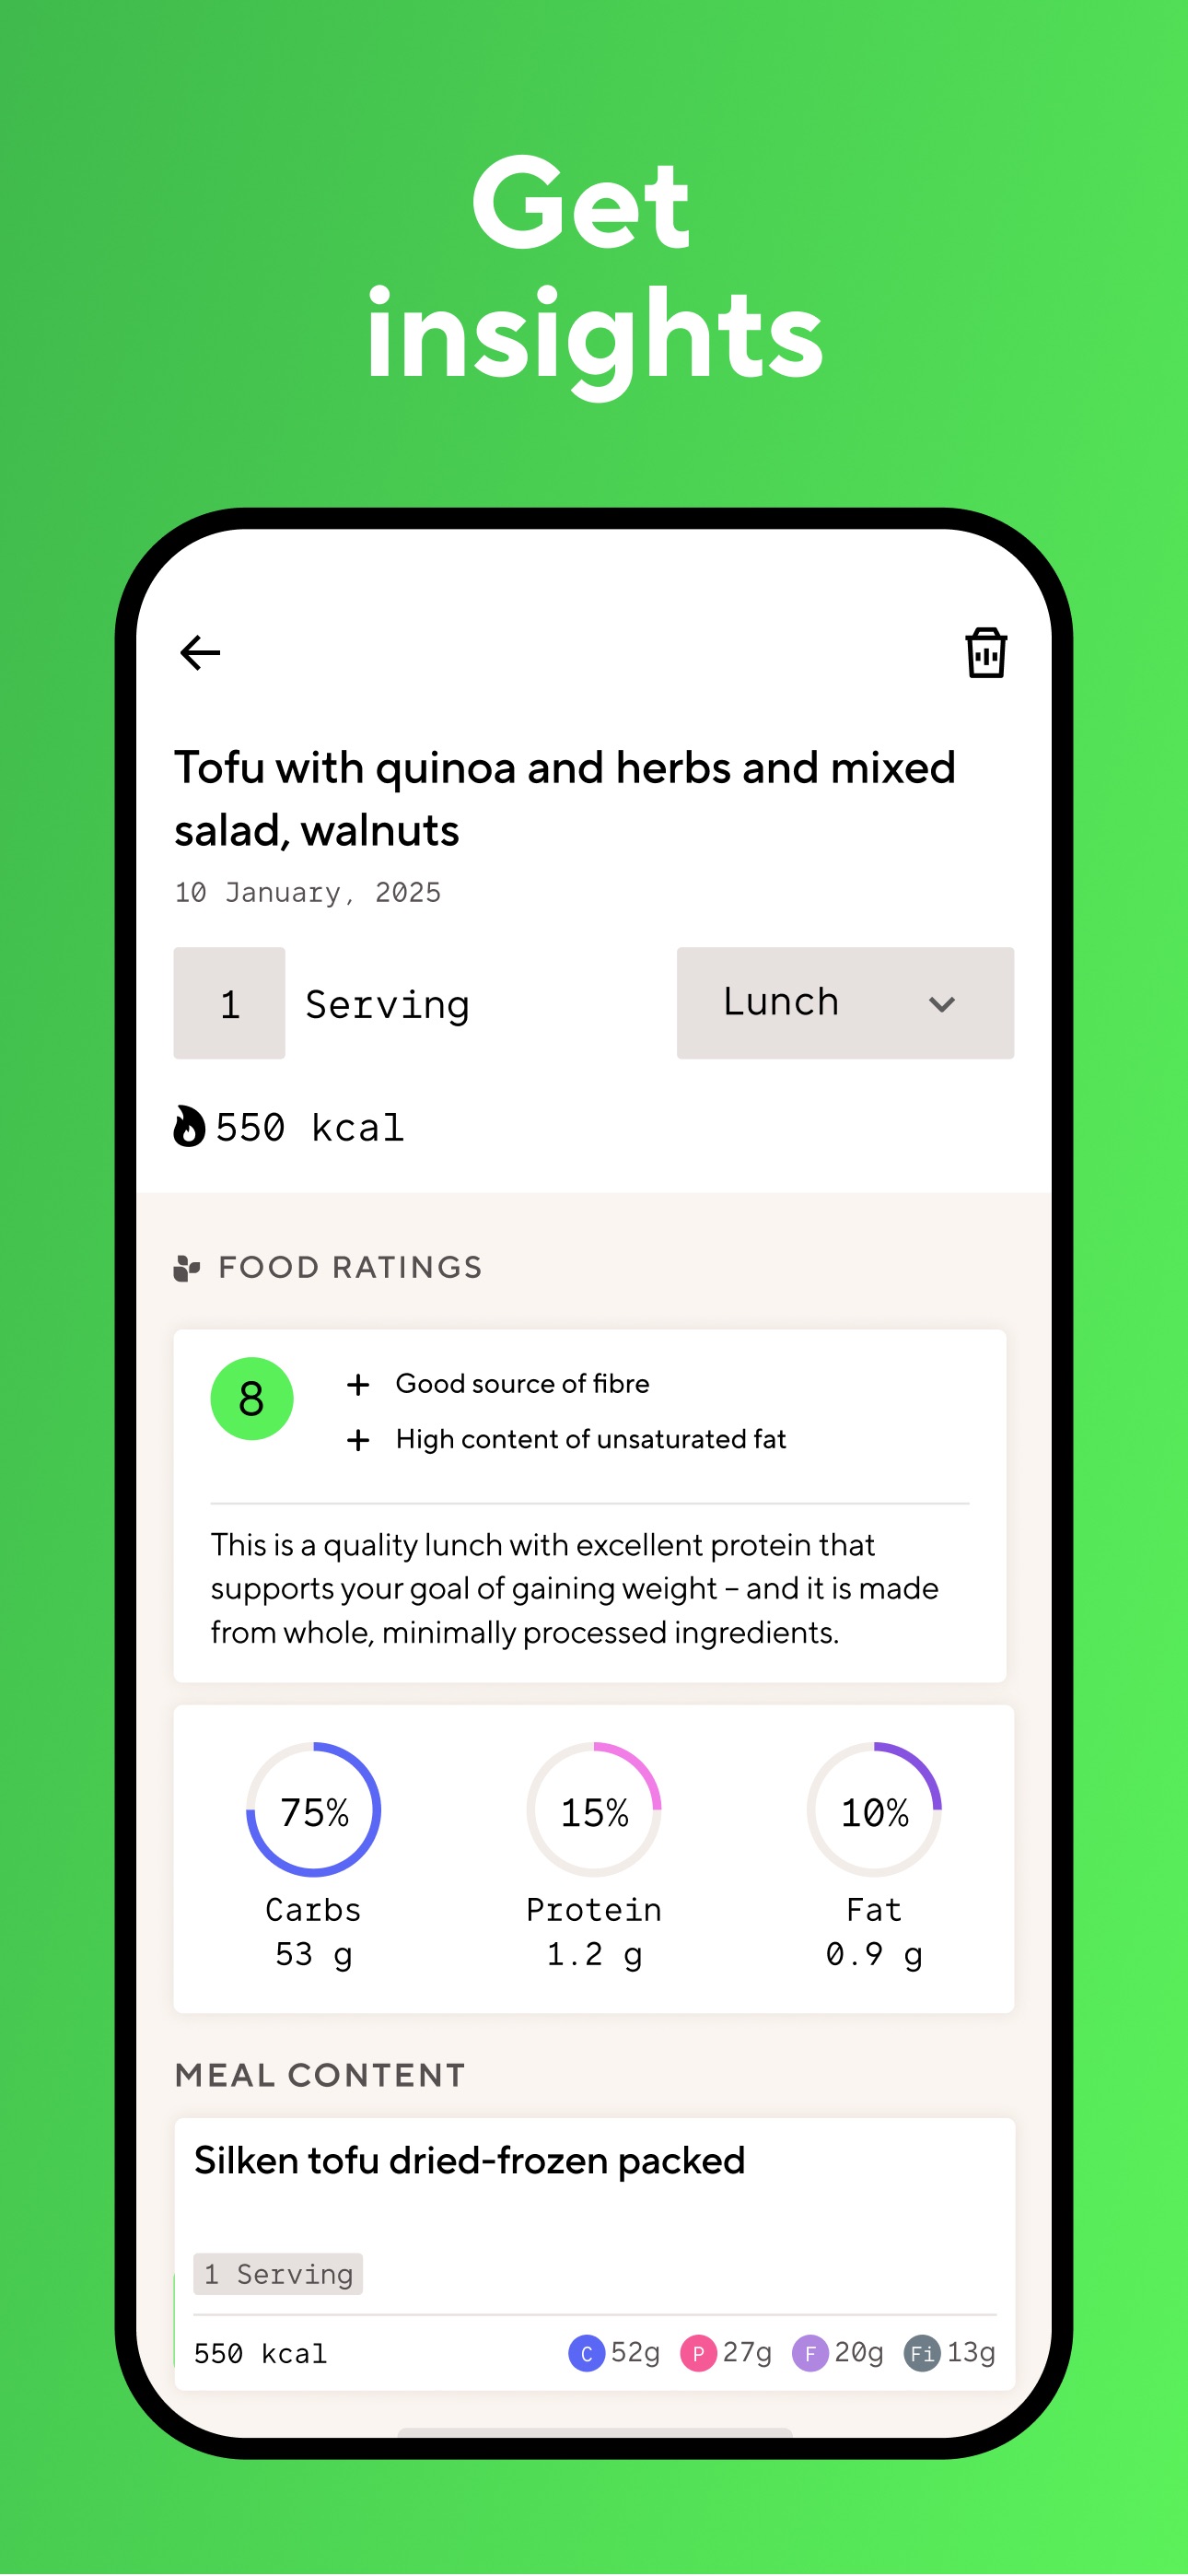 Get
insights
Tofu with quinoa and herbs and mixed
salad, walnuts
10 January, 2025
1 Serving
Lunch
550 kcal
FOOD RATINGS
8
+ Good source of fibre
+ High content of unsaturated fat
This is a quality lunch with excellent protein that
supports your goal of gaining weight – and it is made
from whole, minimally processed ingredients.
75% 15% 10%
Carbs Protein Fat
53 g 1.2 g 0.9 g
MEAL CONTENT
Silken tofu dried-frozen packed
1 Serving
550 kcal C 52g P 27g F 20g Fi 13g